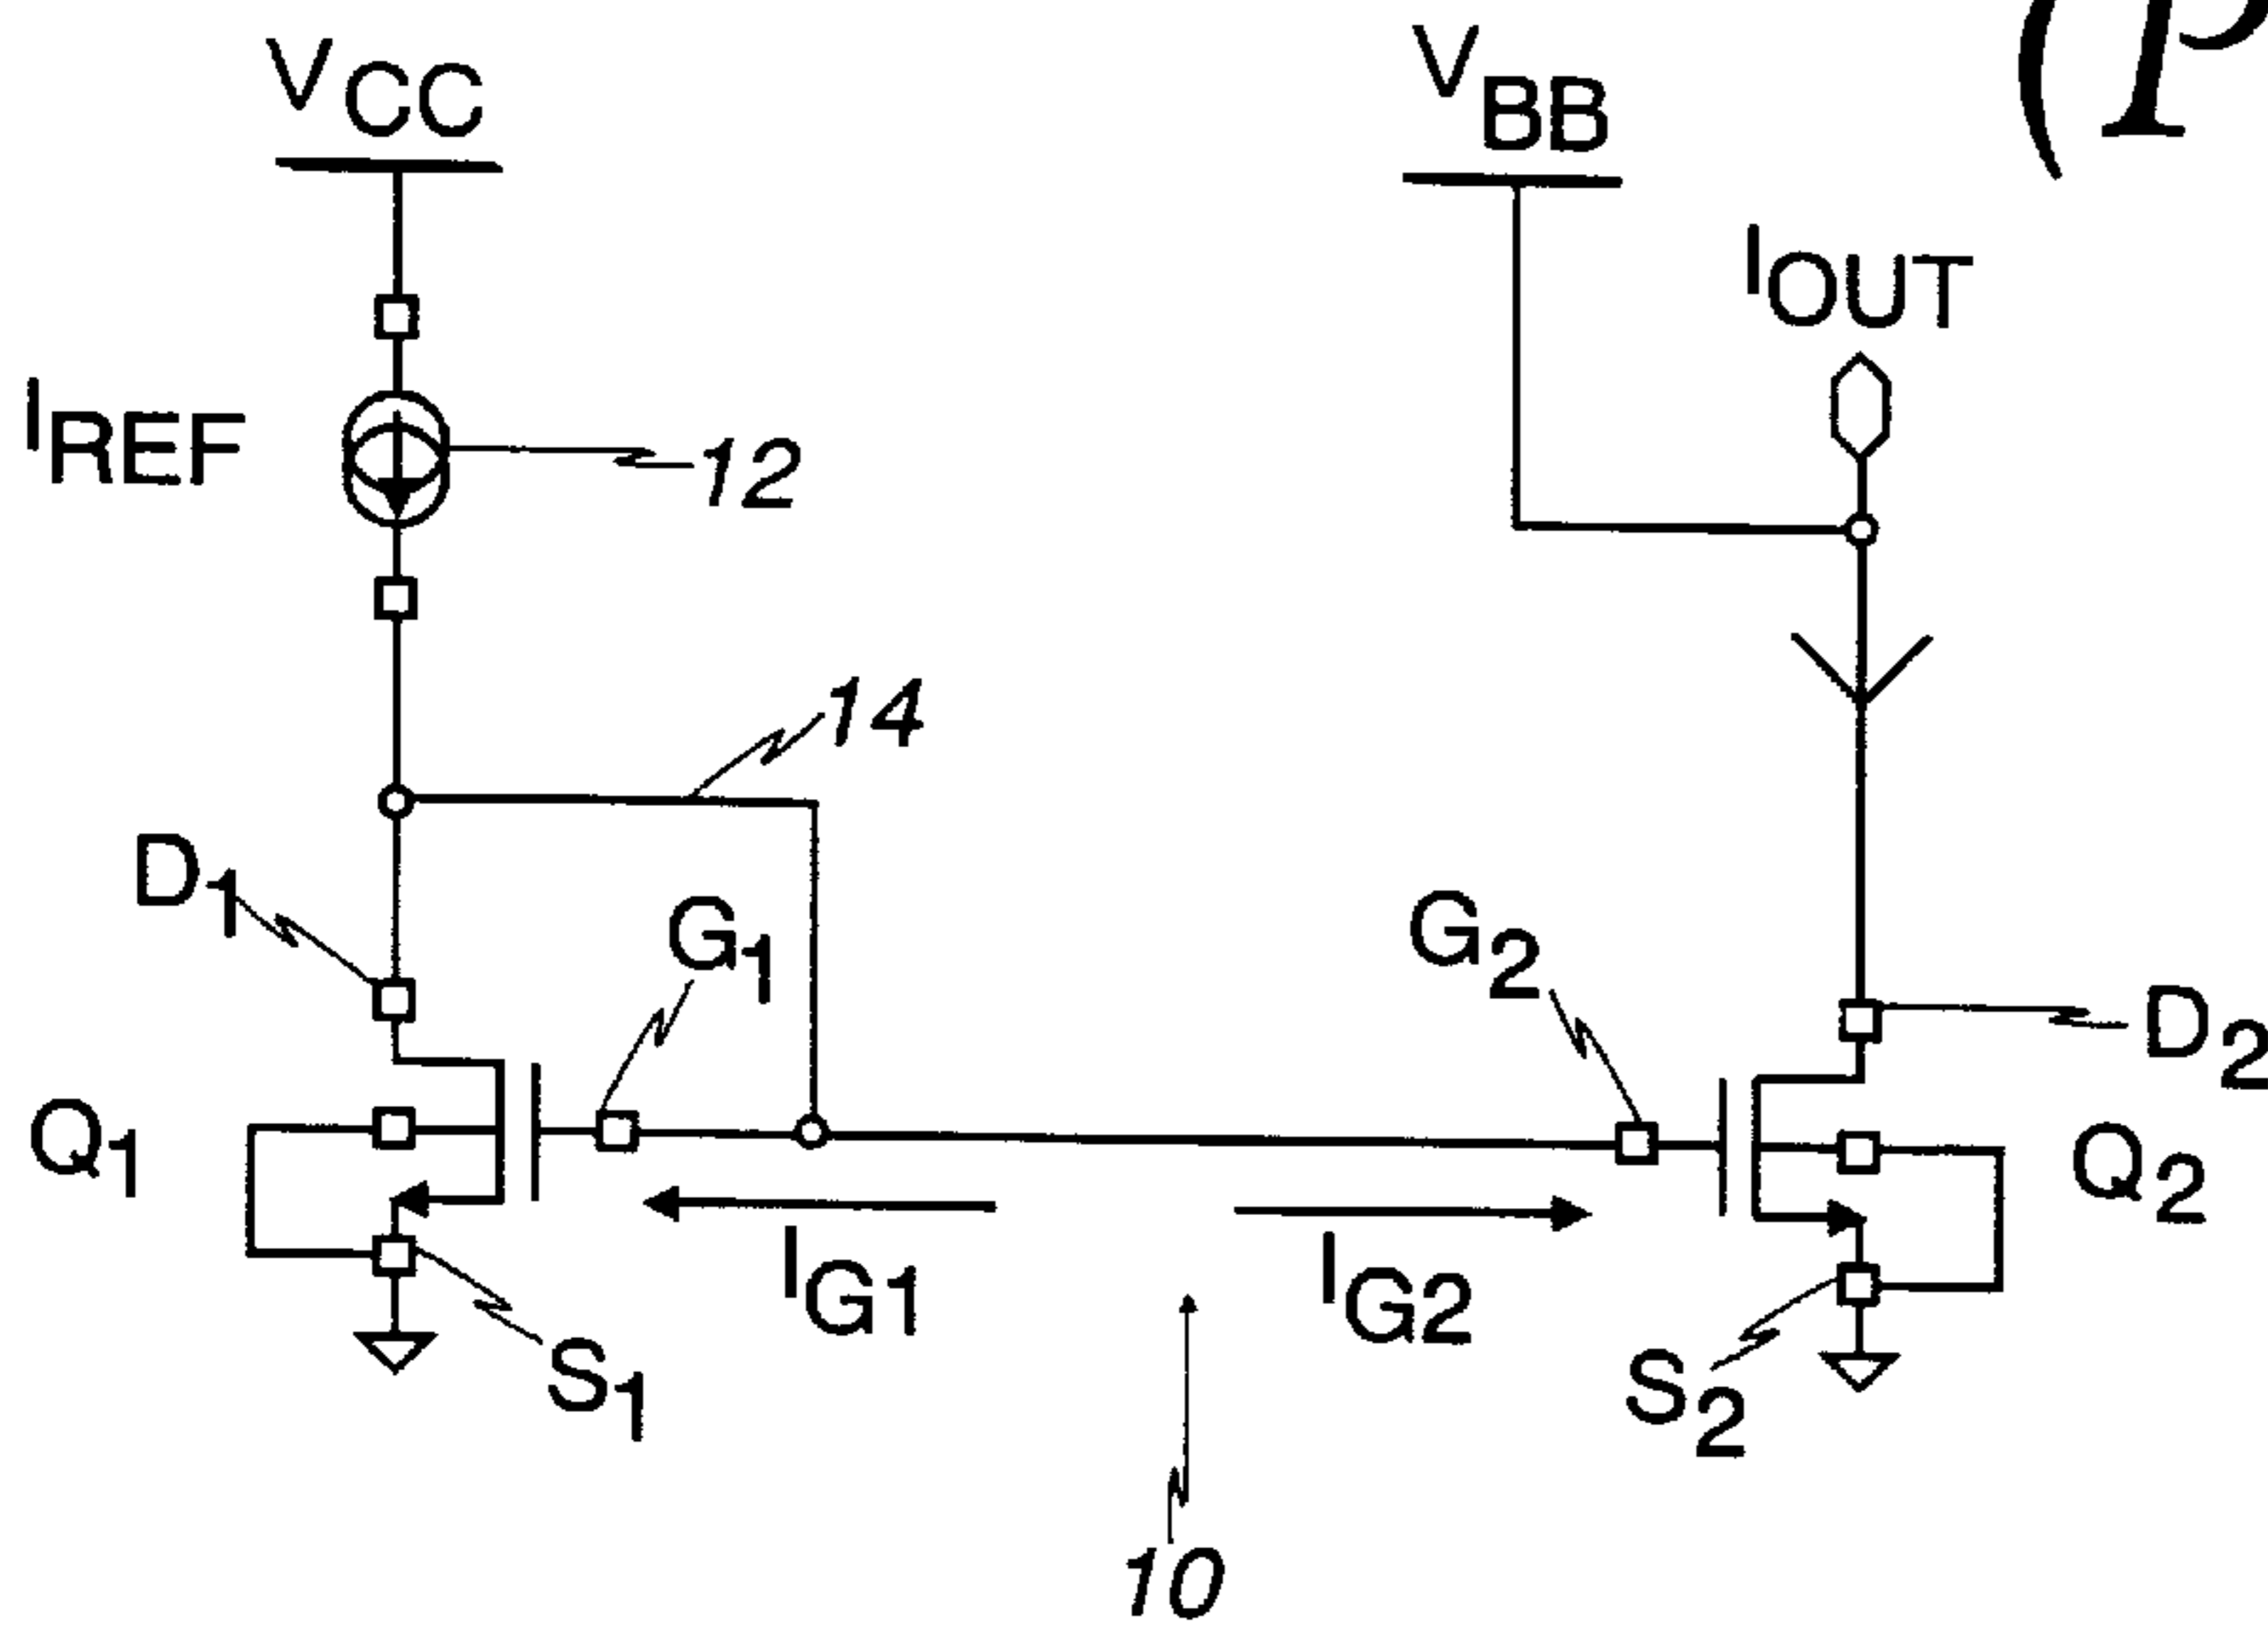 VCC
VBB
(p
IOUT
IREF
12
14
D1
G1
G2
D2
Q1
Q2
IG1
IG2
S1
S2
10